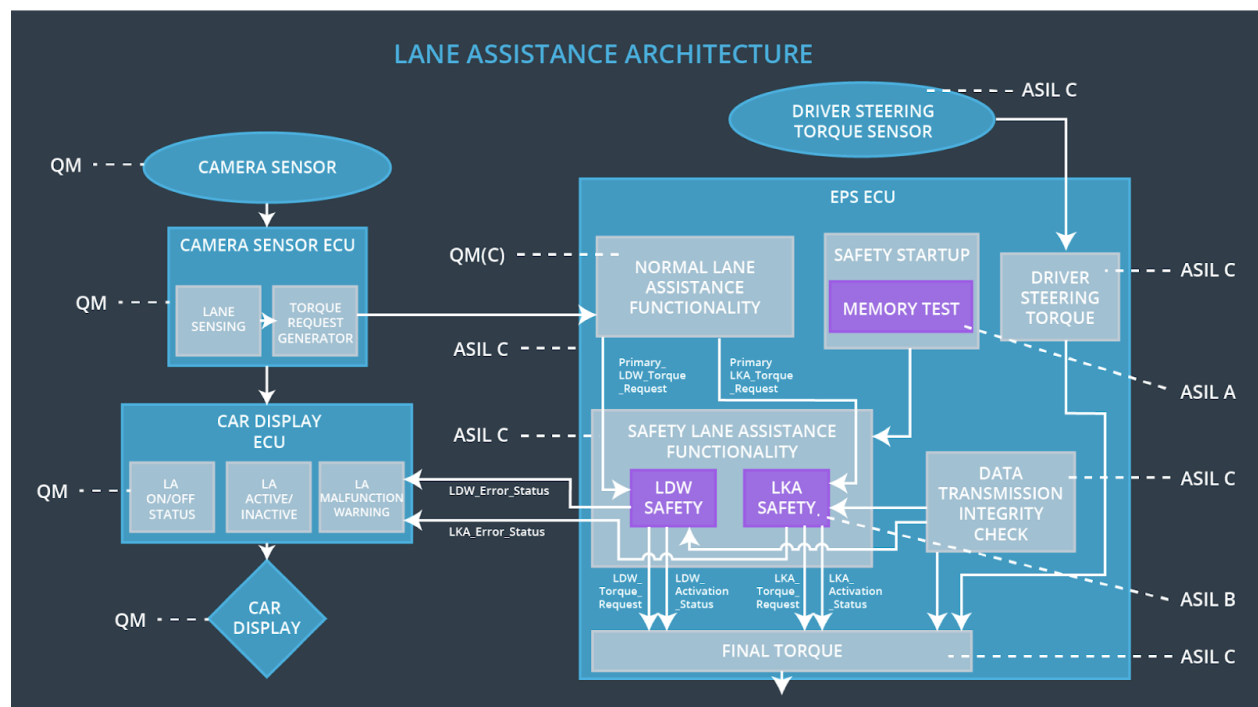 LANE ASSISTANCE ARCHITECTURE
ASIL C
DRIVER STEERING
TORQUE SENSOR
QM
CAMERA SENSOR
EPS ECU
CAMERA SENSOR ECU
QM(C)
NORMAL LANE
ASSISTANCE
FUNCTIONALITY
SAFETY STARTUP
MEMORY TEST
DRIVER
STEERING
TORQUE
ASIL C
QM
LANE
SENSING
TORQUE
REQUEST
GENERATOR
ASIL C
Primary_
LDW_Torque
_Request
Primary
LKA_Torque
_Request
ASIL A
CAR DISPLAY
ECU
ASIL C
SAFETY LANE ASSISTANCE
FUNCTIONALITY
QM
LA
ON/OFF
STATUS
LA
ACTIVE/
INACTIVE
LA
MALFUNCTION
WARNING
LDW_Error_Status
LKA_Error_Status
LDW
SAFETY
LKA
SAFETY
DATA
TRANSMISSION
INTEGRITY
CHECK
ASIL C
LDW_
Torque_
Request
LDW_
Activation
_Status
LKA_
Torque_
Request
LKA_
Activation
_Status
ASIL B
QM
CAR
DISPLAY
FINAL TORQUE
ASIL C